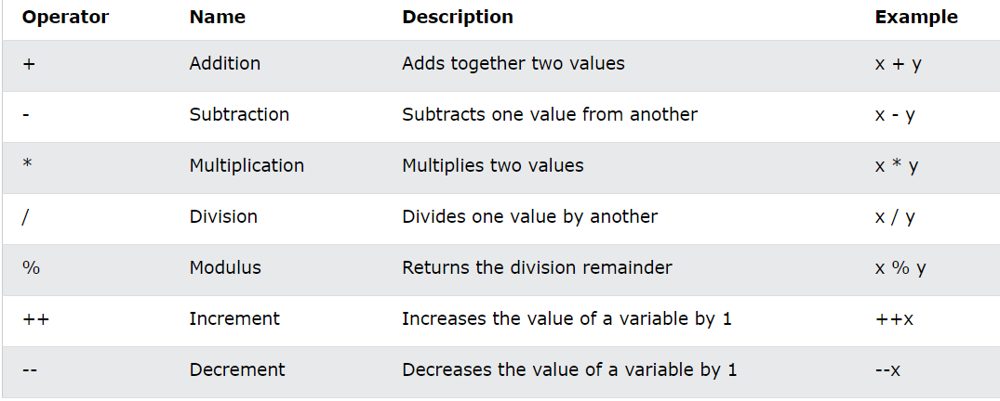 Operator Name Description Example
+ Addition Adds together two values x + y
- Subtraction Subtracts one value from another x - y
* Multiplication Multiplies two values x * y
/ Division Divides one value by another x / y
% Modulus Returns the division remainder x % y
++ Increment Increases the value of a variable by 1 ++x
-- Decrement Decreases the value of a variable by 1 --x